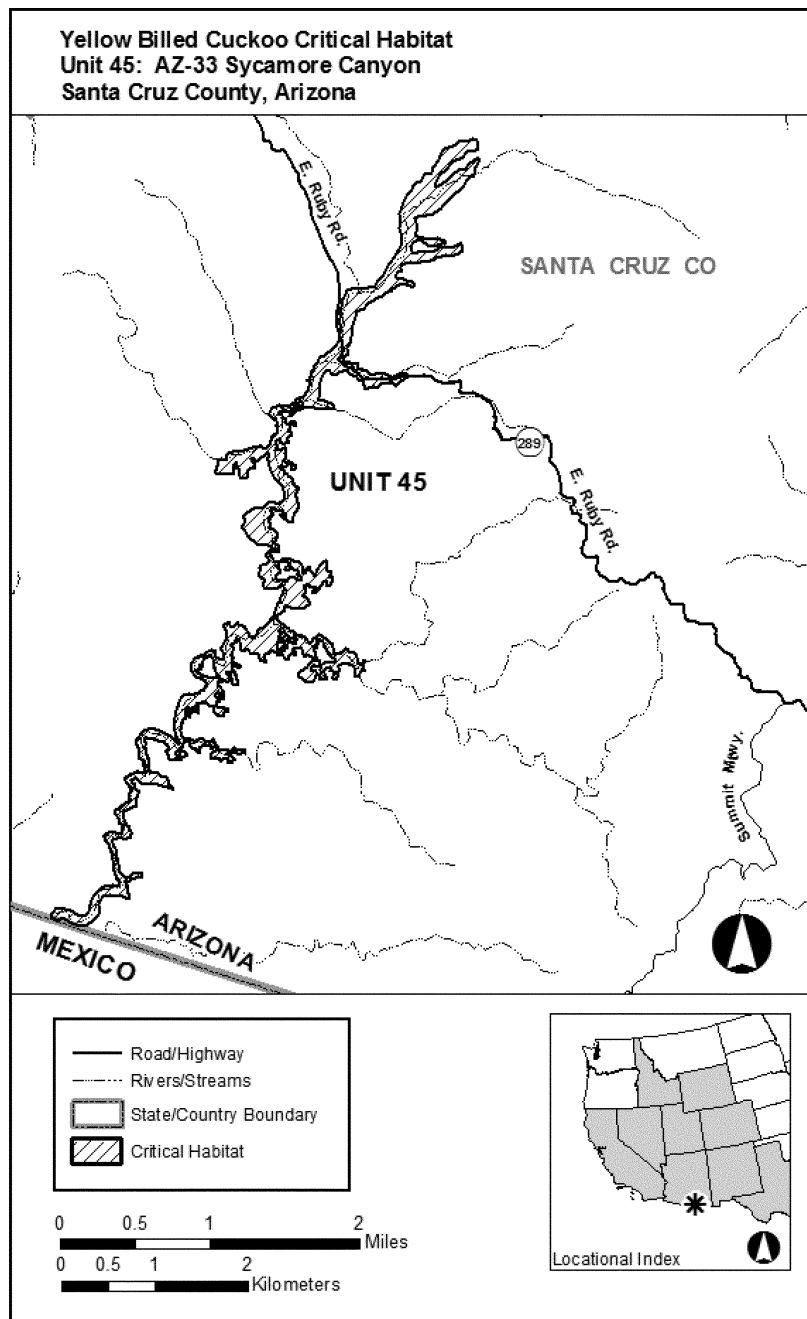 Yellow Billed Cuckoo Critical Habitat
Unit 45: AZ-33 Sycamore Canyon
Santa Cruz County, Arizona
E. Ruby Rd.
SANTA CRUZ CO
289
UNIT 45
E. Ruby Rd.
Summit Mtwy.
ARIZONA
MEXICO
Road/Highway
Rivers/Streams
State/Country Boundary
Critical Habitat
0 0.5 1 2
Miles
0 0.5 1 2
Kilometers
Locational Index